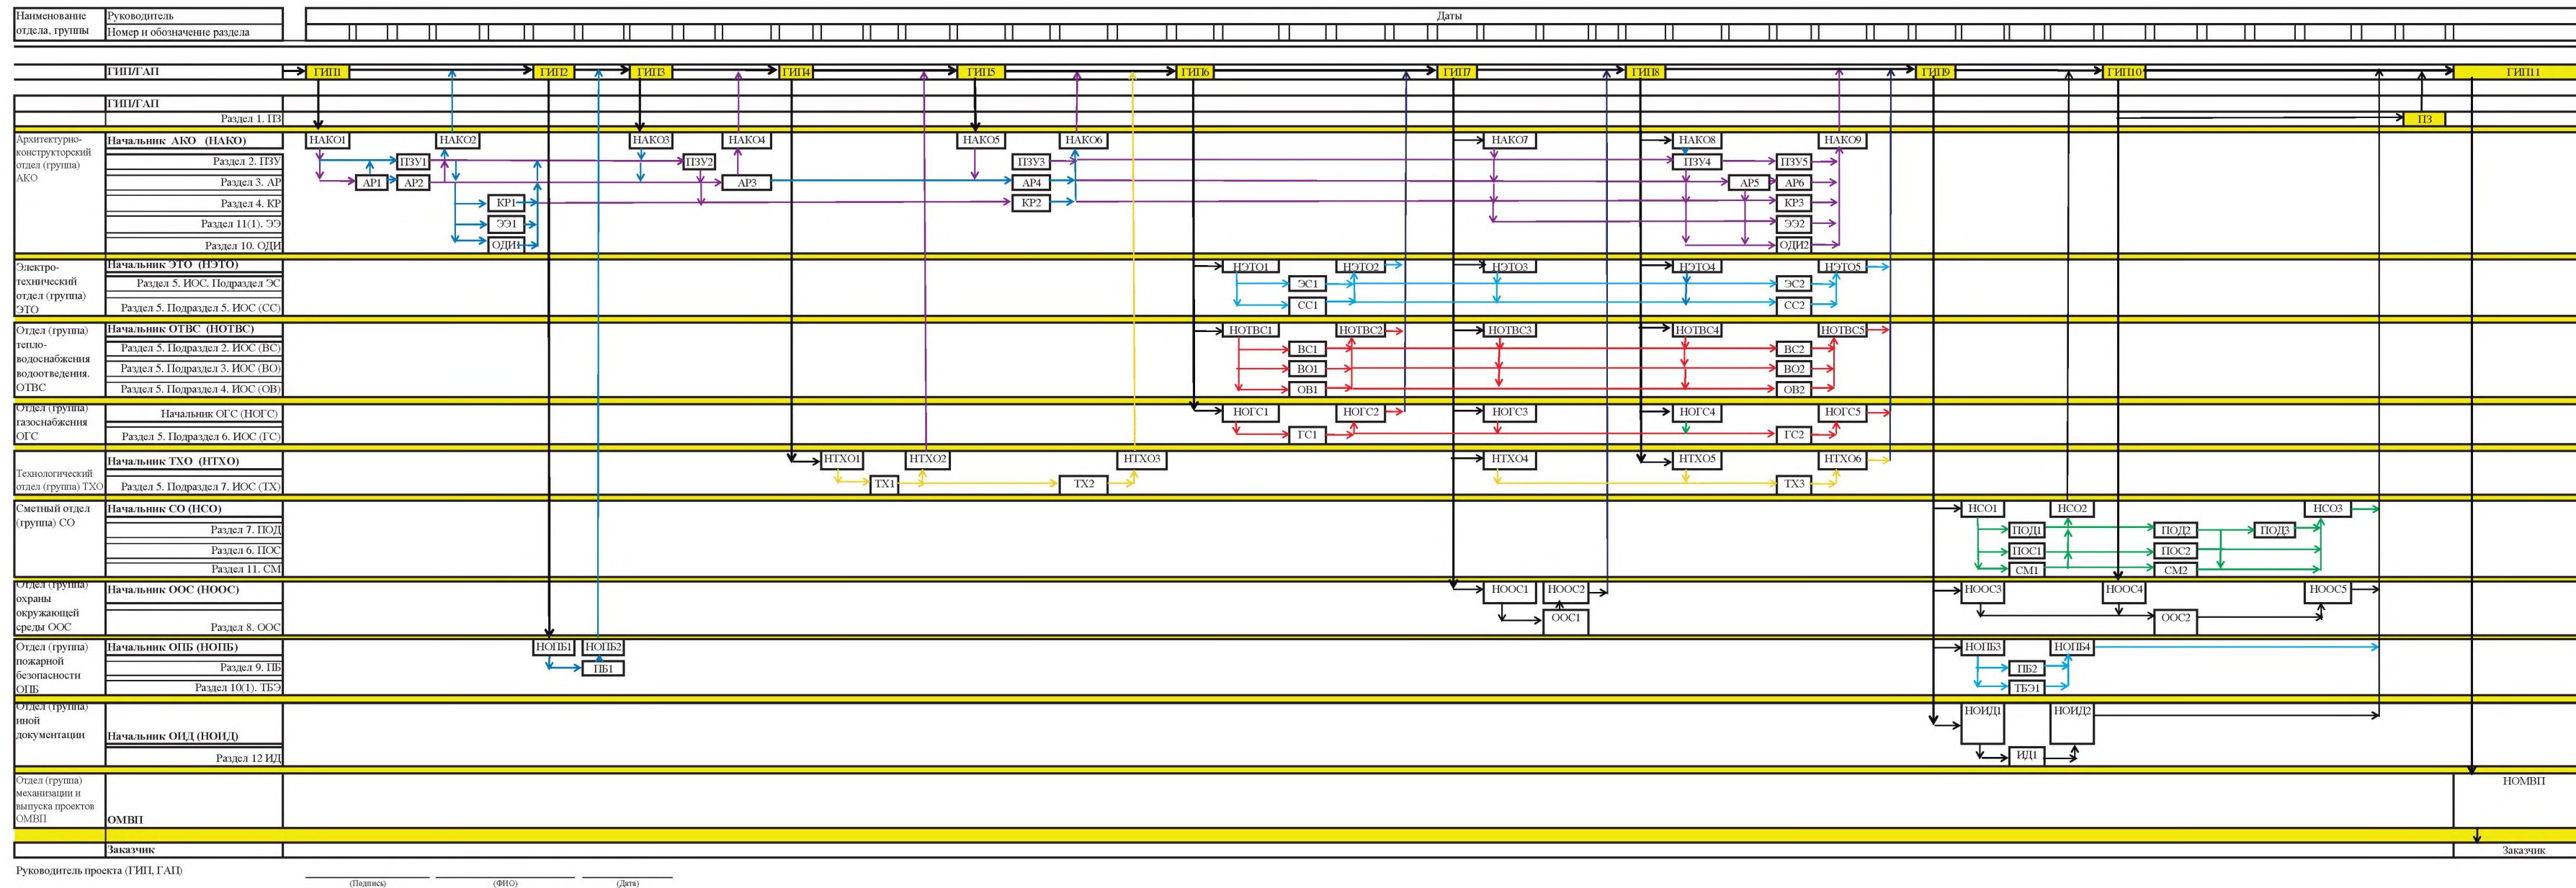 Наименование
отдела, группы
Руководитель
Номер и обозначение раздела
Даты
ГИП/ГАП
ГИП1 ГИП2 ГИП3 ГИП4 ГИП5 ГИП6 ГИП7 ГИП8 ГИП9 ГИП10 ГИП11
ГИП/ГАП
Раздел 1. ПЗ
ПЗ
Архитектурно-
конструкторский
отдел (группа)
АКО
Начальник АКО (НАКО)
НАКО1 НАКО2 НАКО3 НАКО4 НАКО5 НАКО6 НАКО7 НАКО8 НАКО9
Раздел 2. ПЗУ
ПЗУ1 ПЗУ2 ПЗУ3 ПЗУ4 ПЗУ5
Раздел 3. АР
АР1 АР2 АР3 АР4 АР5 АР6
Раздел 4. КР
КР1 КР2 КР3
Раздел 11(1). ЭЭ
ЭЭ1 ЭЭ2
Раздел 10. ОДИ
ОДИ1 ОДИ2
Электро-
технический
отдел (группа)
ЭТО
Начальник ЭТО (НЭТО)
НЭТО1 НЭТО2 НЭТО3 НЭТО4 НЭТО5
Раздел 5. ИОС. Подраздел ЭС
ЭС1 ЭС2
Раздел 5. Подраздел 5. ИОС (СС)
СС1 СС2
Отдел (группа)
тепло-
водоснабжения
водоотведения.
ОТВС
Начальник ОТВС (НОТВС)
НОТВС1 НОТВС2 НОТВС3 НОТВС4 НОТВС5
Раздел 5. Подраздел 2. ИОС (ВС)
ВС1 ВС2
Раздел 5. Подраздел 3. ИОС (ВО)
ВО1 ВО2
Раздел 5. Подраздел 4. ИОС (ОВ)
ОВ1 ОВ2
Отдел (группа)
газоснабжения
ОГС
Начальник ОГС (НОГС)
НОГС1 НОГС2 НОГС3 НОГС4 НОГС5
Раздел 5. Подраздел 6. ИОС (ГС)
ГС1 ГС2
Технологический
отдел (группа) ТХО
Начальник ТХО (НТХО)
НТХО1 НТХО2 НТХО3 НТХО4 НТХО5 НТХО6
Раздел 5. Подраздел 7. ИОС (ТХ)
ТХ1 ТХ2 ТХ3
Сметный отдел
(группа) СО
Начальник СО (НСО)
НСО1 НСО2 НСО3
Раздел 7. ПОД
ПОД1 ПОД2 ПОД3
Раздел 6. ПОС
ПОС1 ПОС2
Раздел 11. СМ
СМ1 СМ2
Отдел (группа)
охраны
окружающей
среды ООС
Начальник ООС (НООС)
НООС1 НООС2 НООС3 НООС4 НООС5
Раздел 8. ООС
ООС1 ООС2
Отдел (группа)
пожарной
безопасности
ОПБ
Начальник ОПБ (НОПБ)
НОПБ1 НОПБ2 НОПБ3 НОПБ4
Раздел 9. ПБ
ПБ1 ПБ2
Раздел 10(1). ТБЭ
ТБЭ1
Отдел (группа)
иной
документации
Начальник ОИД (НОИД)
НОИД1 НОИД2
Раздел 12 ИД
ИД1
Отдел (группа)
механизации и
выпуска проектов
ОМВП
ОМВП
НОМВП
Заказчик
Заказчик
Руководитель проекта (ГИП, ГАП)
(Подпись) (ФИО) (Дата)